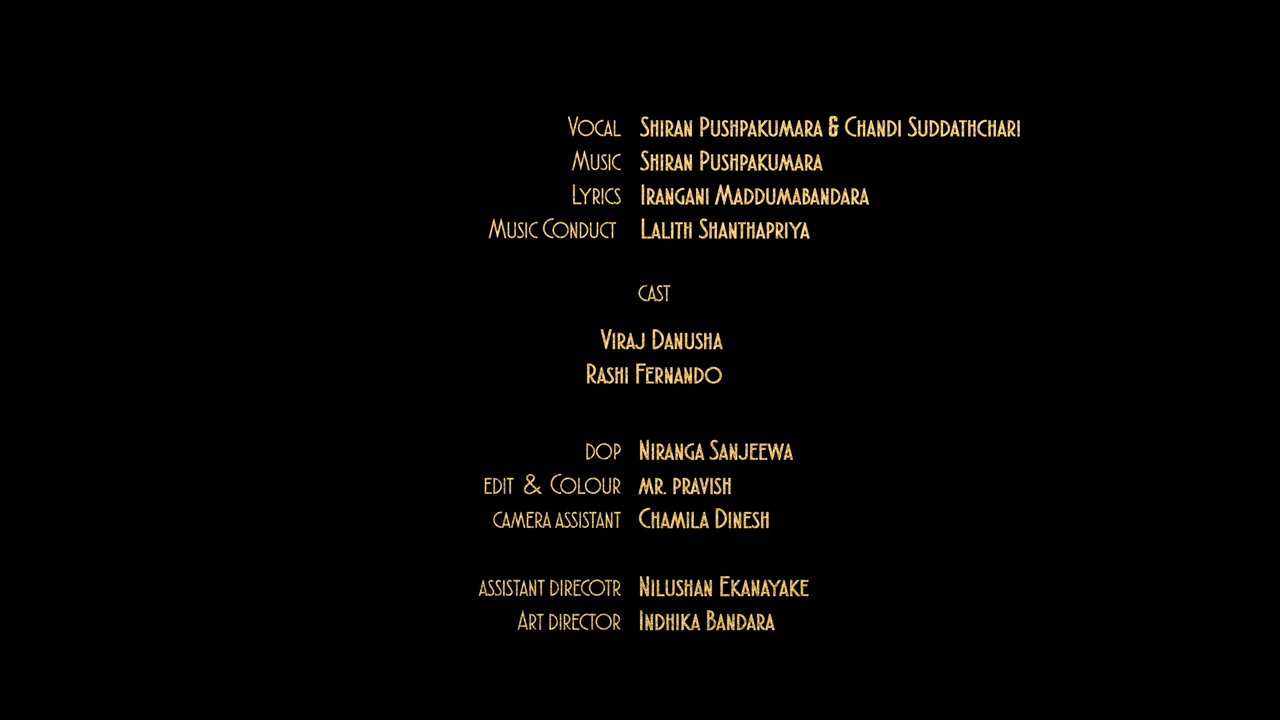 Vocal Shiran Pushpakumara & Chandi Suddathchari
Music Shiran Pushpakumara
Lyrics Irangani Maddumabandara
Music Conduct Lalith Shanthapriya
CAST
Viraj Danusha
Rashi Fernando
DOP Niranga Sanjeewa
EDIT & Colour MR. PRAVISH
CAMERA ASSISTANT Chamila Dinesh
ASSISTANT DIRECOTR Nilushan Ekanayake
Art DIRECTOR Indhika Bandara